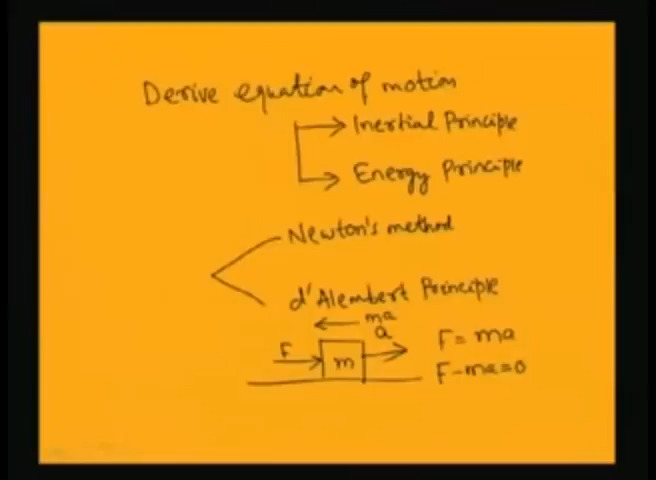 Derive equation of motion
Inertial Principle
Energy Principle
Newton's method
d'Alembert Principle
ma
F m a F = ma
F-ma=0